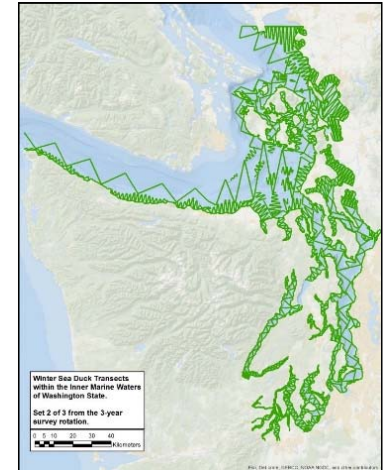 Winter Sea Duck Transects
within the Inner Marine Waters
of Washington State.
Set 2 of 3 from the 3-year
survey rotation.
0 5 10 20 30 40
Kilometers